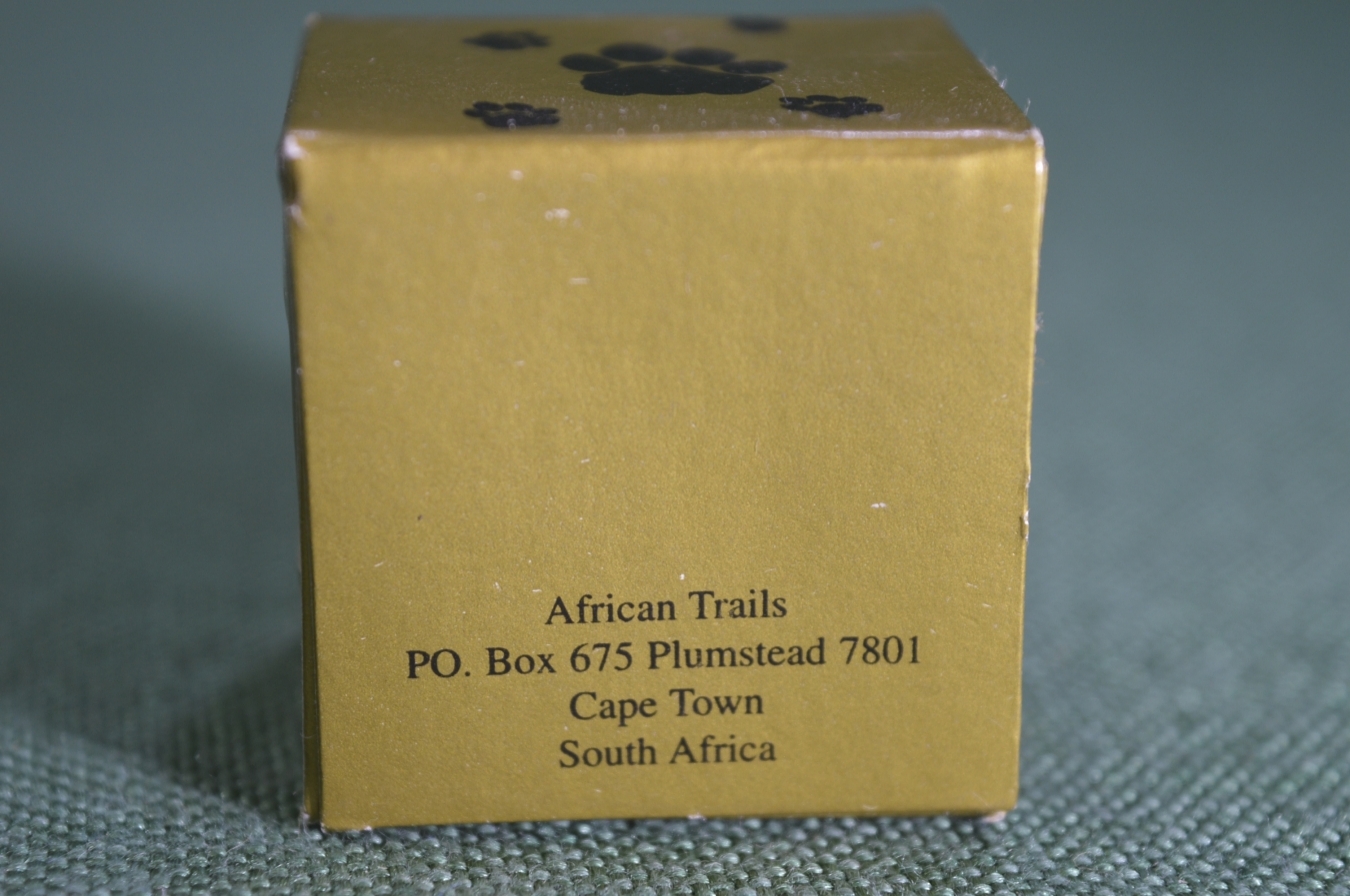 African Trails
PO. Box 675 Plumstead 7801
Cape Town
South Africa